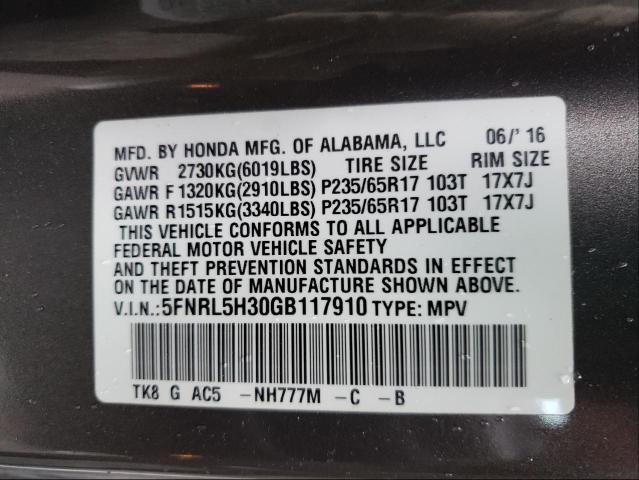 MFD. BY HONDA MFG. OF ALABAMA, LLC 06/'16
GVWR 2730KG(6019LBS) TIRE SIZE RIM SIZE
GAWR F 1320KG(2910LBS) P235/65R17 103T 17X7J
GAWR R1515KG(3340LBS) P235/65R17 103T 17X7J
THIS VEHICLE CONFORMS TO ALL APPLICABLE
FEDERAL MOTOR VEHICLE SAFETY
AND THEFT PREVENTION STANDARDS IN EFFECT
ON THE DATE OF MANUFACTURE SHOWN ABOVE.
V.I.N.:5FNRL5H30GB117910 TYPE: MPV
TK8 G AC5 -NH777M -C -B